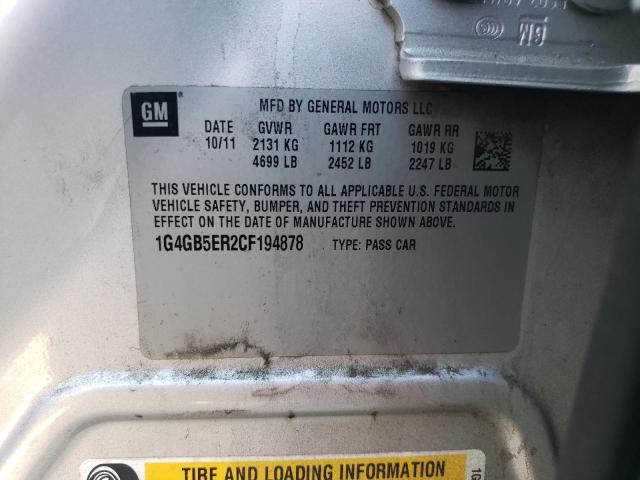 GM
GM
MFD BY GENERAL MOTORS LLC
DATE GVWR GAWR FRT GAWR RR
10/11 2131 KG 1112 KG 1019 KG
4699 LB 2452 LB 2247 LB
THIS VEHICLE CONFORMS TO ALL APPLICABLE U.S. FEDERAL MOTOR
VEHICLE SAFETY, BUMPER, AND THEFT PREVENTION STANDARDS IN
EFFECT ON THE DATE OF MANUFACTURE SHOWN ABOVE.
1G4GB5ER2CF194878 TYPE: PASS CAR
TIRE AND LOADING INFORMATION